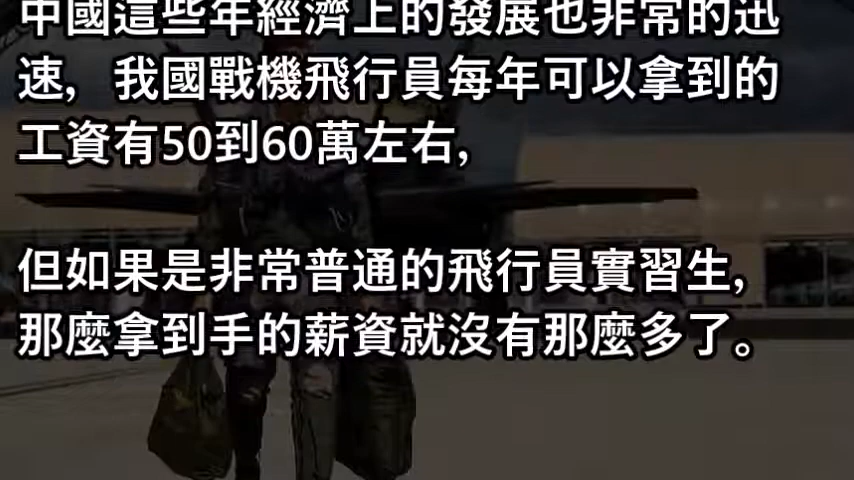 中國這些年經濟上的發展也非常的迅
速，我國戰機飛行員每年可以拿到的
工資有50到60萬左右，
但如果是非常普通的飛行員實習生，
那麼拿到手的薪資就沒有那麼多了。